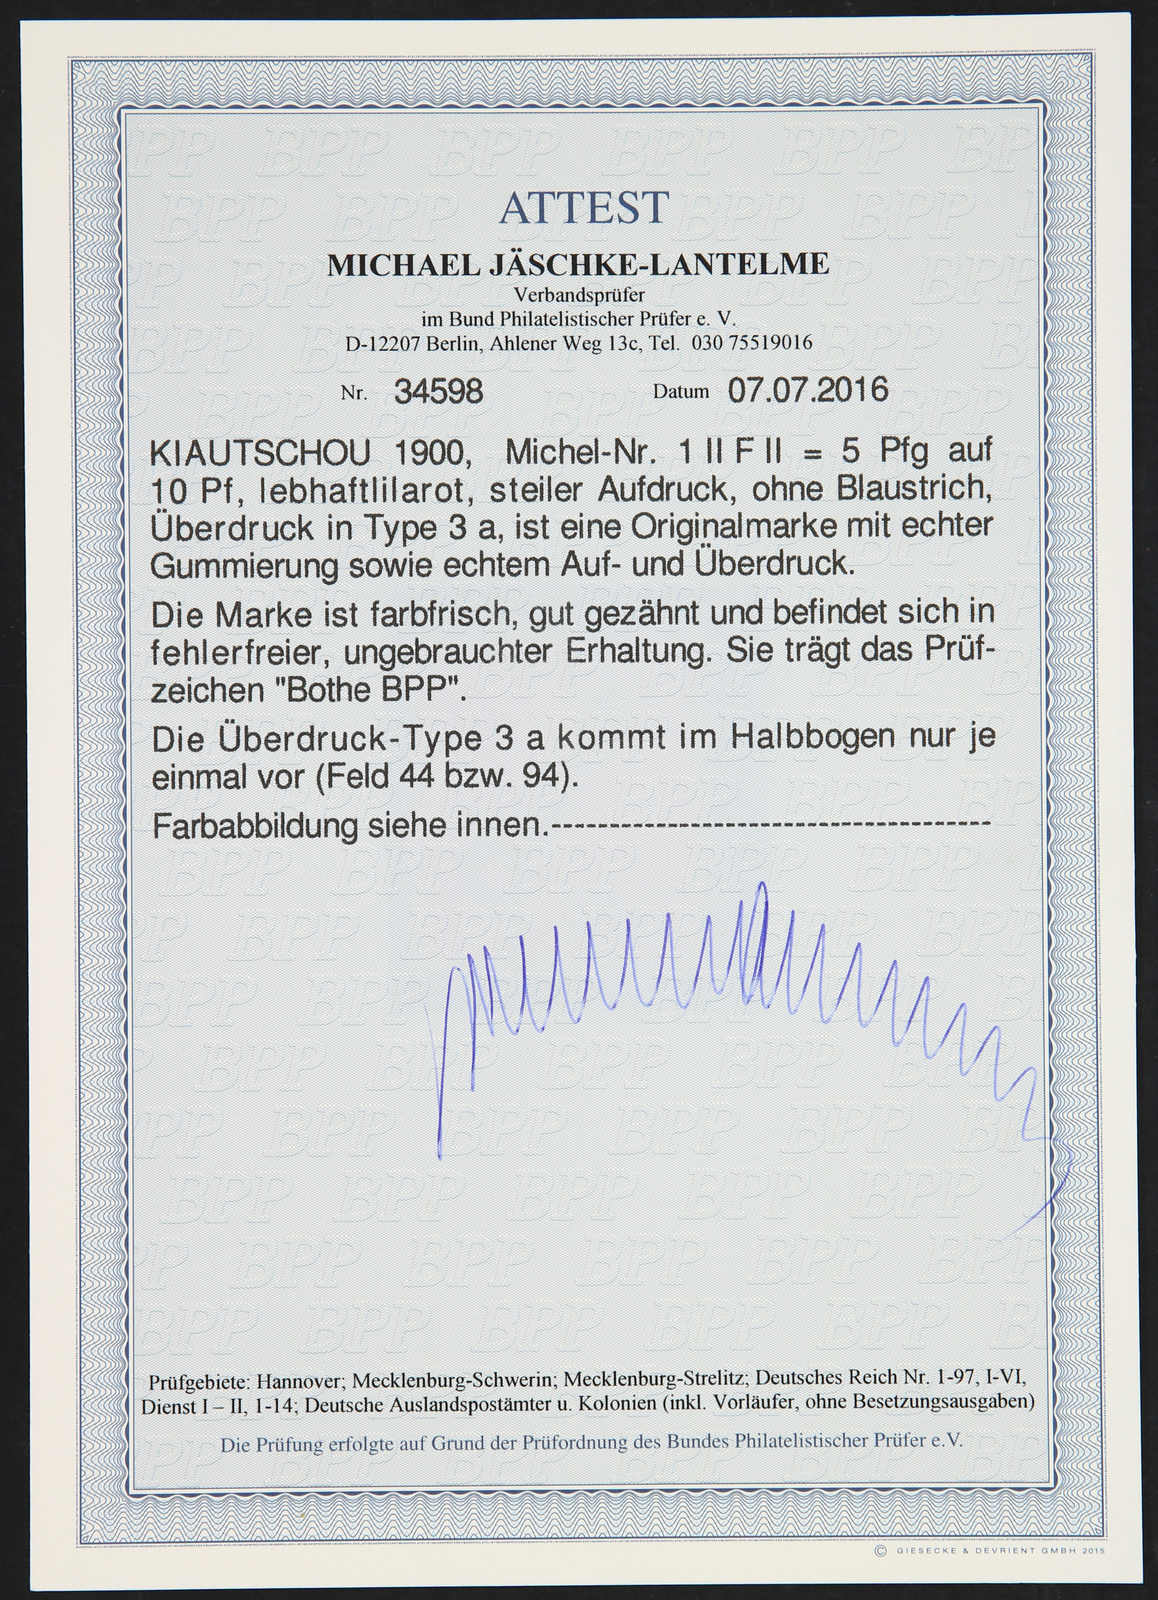 ATTEST
MICHAEL JÄSCHKE-LANTELME
Verbandsprüfer
im Bund Philatelistischer Prüfer e. V.
D-12207 Berlin, Ahlener Weg 13c, Tel. 030 75519016
Nr. 34598 Datum 07.07.2016
KIAUTSCHOU 1900, Michel-Nr. 1 II F II = 5 Pfg auf
10 Pf, lebhaftlilarot, steiler Aufdruck, ohne Blaustrich,
Überdruck in Type 3 a, ist eine Originalmarke mit echter
Gummierung sowie echtem Auf- und Überdruck.
Die Marke ist farbfrisch, gut gezähnt und befindet sich in
fehlerfreier, ungebrauchter Erhaltung. Sie trägt das Prüf-
zeichen "Bothe BPP".
Die Überdruck-Type 3 a kommt im Halbbogen nur je
einmal vor (Feld 44 bzw. 94).
Farbabbildung siehe innen.--------------------------------------
Prüfgebiete: Hannover; Mecklenburg-Schwerin; Mecklenburg-Strelitz; Deutsches Reich Nr. 1-97, I-VI,
Dienst I – II, 1-14; Deutsche Auslandspostämter u. Kolonien (inkl. Vorläufer, ohne Besetzungsausgaben)
Die Prüfung erfolgte auf Grund der Prüfordnung des Bundes Philatelistischer Prüfer e.V.
© GIESECKE & DEVRIENT GMBH 2015